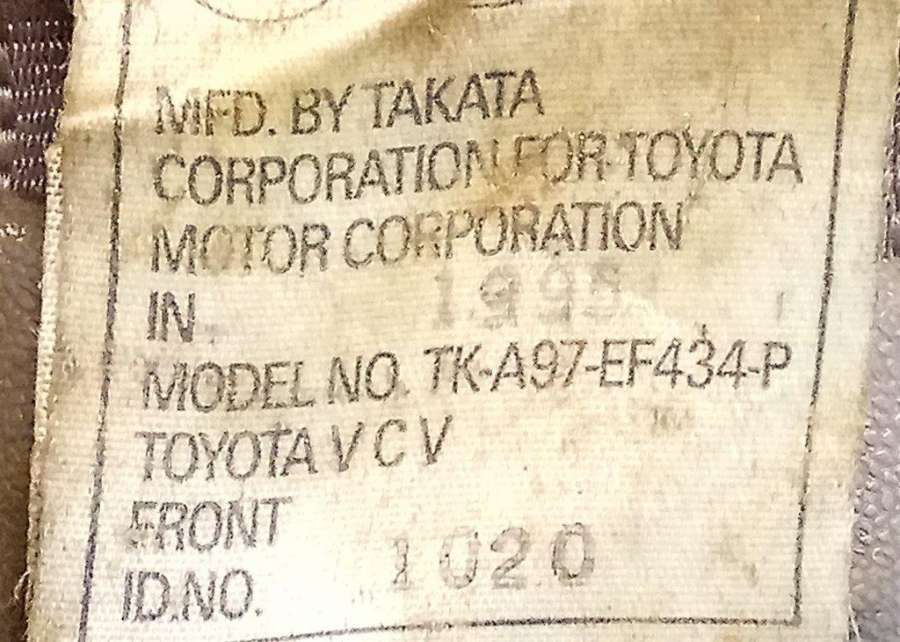 MFD. BY TAKATA
CORPORATION FOR TOYOTA
MOTOR CORPORATION
IN 1995
MODEL NO. TK-A97-EF434-P
TOYOTA V C V
FRONT
ID.NO. 1020